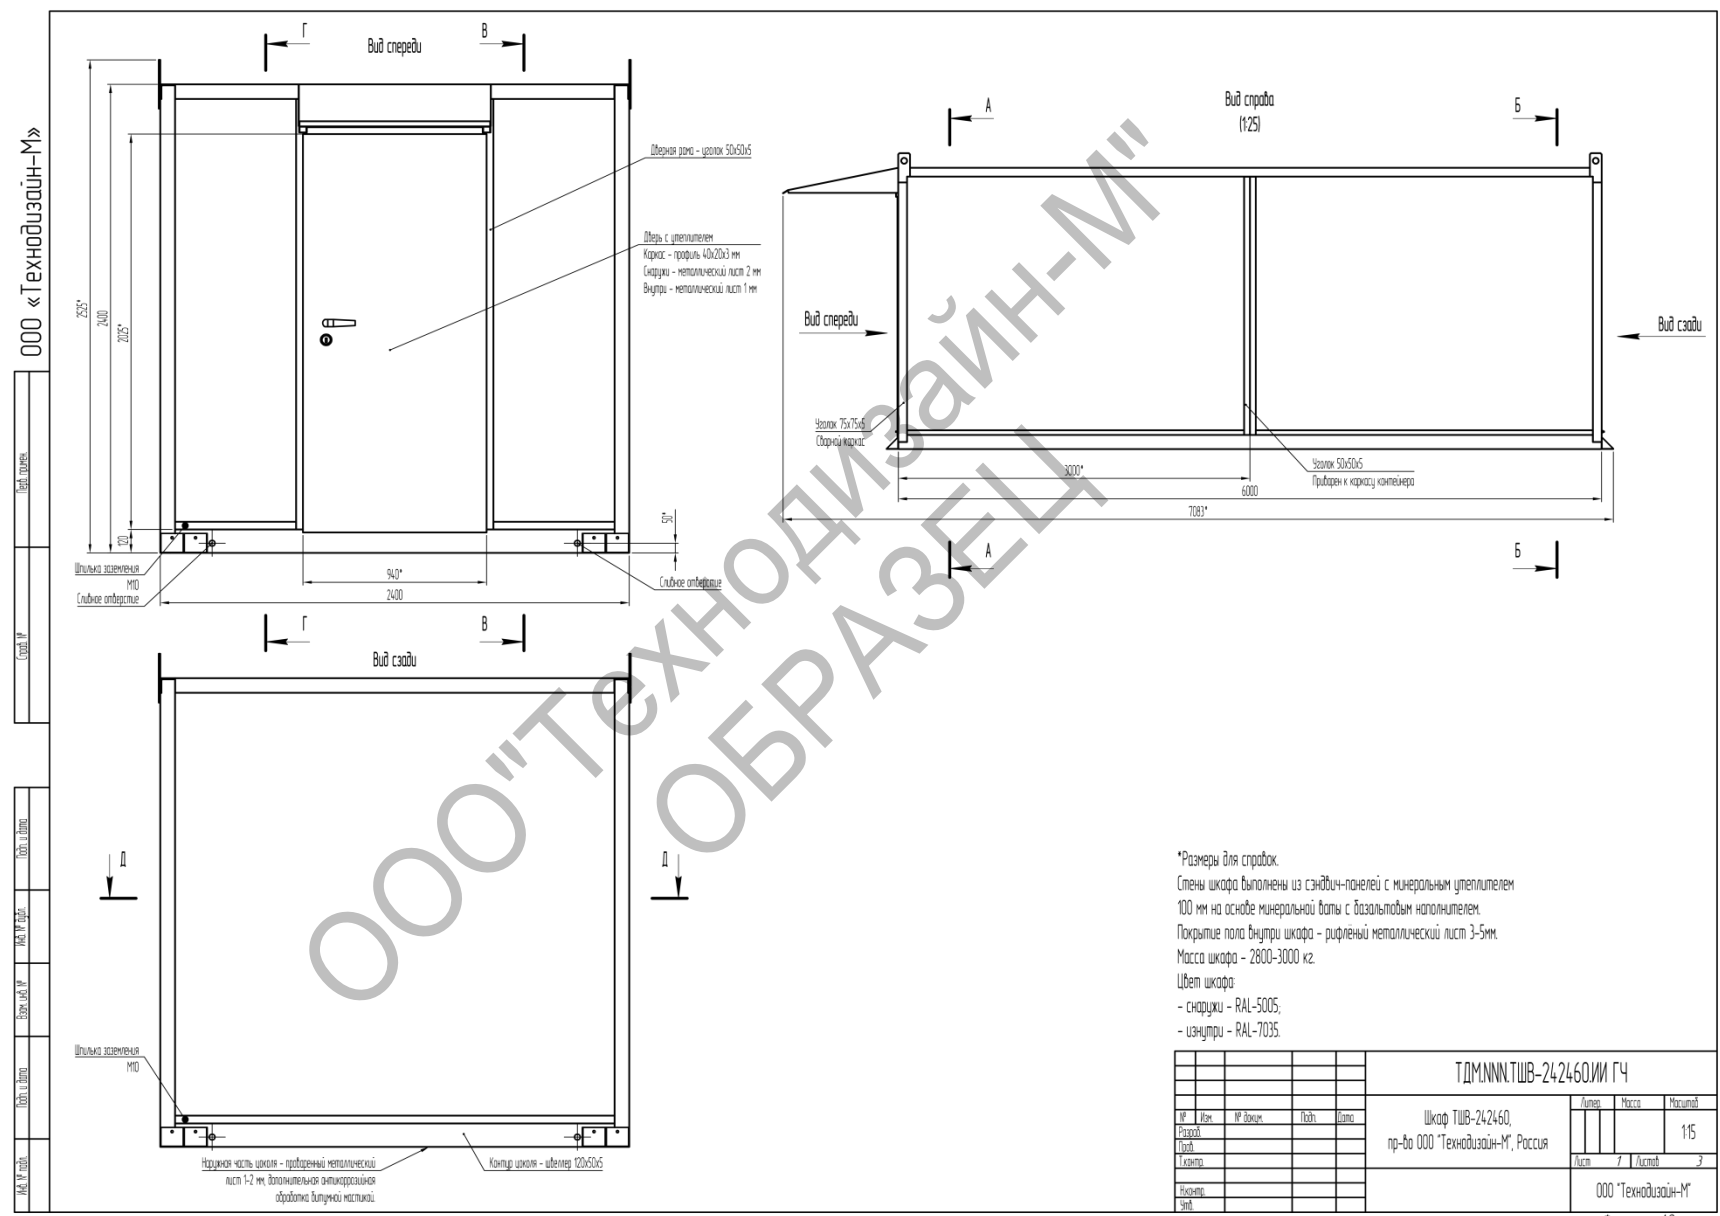 ООО «Технодизайн-М»
Перв. примен.
Справ. №
Подп. и дата
Инв. № дубл.
Взам. инв. №
Подп. и дата
Инв. № подл.
Г
В
Вид спереди
2525*
2400
2025*
120
50*
940*
2400
Дверная рама - уголок 50х50х5
Дверь с утеплителем
Каркас - профиль 40х20х3 мм
Снаружи - металлический лист 2 мм
Внутри - металлический лист 1 мм
Шпилька заземления
М10
Сливное отверстие
Сливное отверстие
Г
В
Вид справа
(1:25)
А
Б
Вид спереди
Вид сзади
Уголок 75х75х6
Сварной каркас
Уголок 50х50х5
Приварен к каркасу контейнера
3000*
6000
7083*
А
Б
Вид сзади
Д
Д
Шпилька заземления
М10
Наружная часть цоколя - проваренный металлический
лист 1-2 мм, дополнительная антикоррозийная
обработка битумной мастикой.
Контур цоколя - швеллер 120х50х5
ООО"Технодизайн-М"
ОБРАЗЕЦ
*Размеры для справок.
Стены шкафа выполнены из сэндвич-панелей с минеральным утеплителем
100 мм на основе минеральной ваты с базальтовым наполнителем.
Покрытие пола внутри шкафа - рифлёный металлический лист 3-5мм.
Масса шкафа - 2800-3000 кг.
Цвет шкафа:
- снаружи - RAL-5005;
- изнутри - RAL-7035.
ТДМ.NNN.ТШВ-242460.ИИ ГЧ
№ Изм. № докум. Подп. Дата
Разраб.
Пров.
Т.контр.
Н.контр.
Утв.
Шкаф ТШВ-242460,
пр-во ООО "Технодизайн-М", Россия
Литер. Масса Масштаб
1:15
Лист 1 Листов 3
ООО "Технодизайн-М"